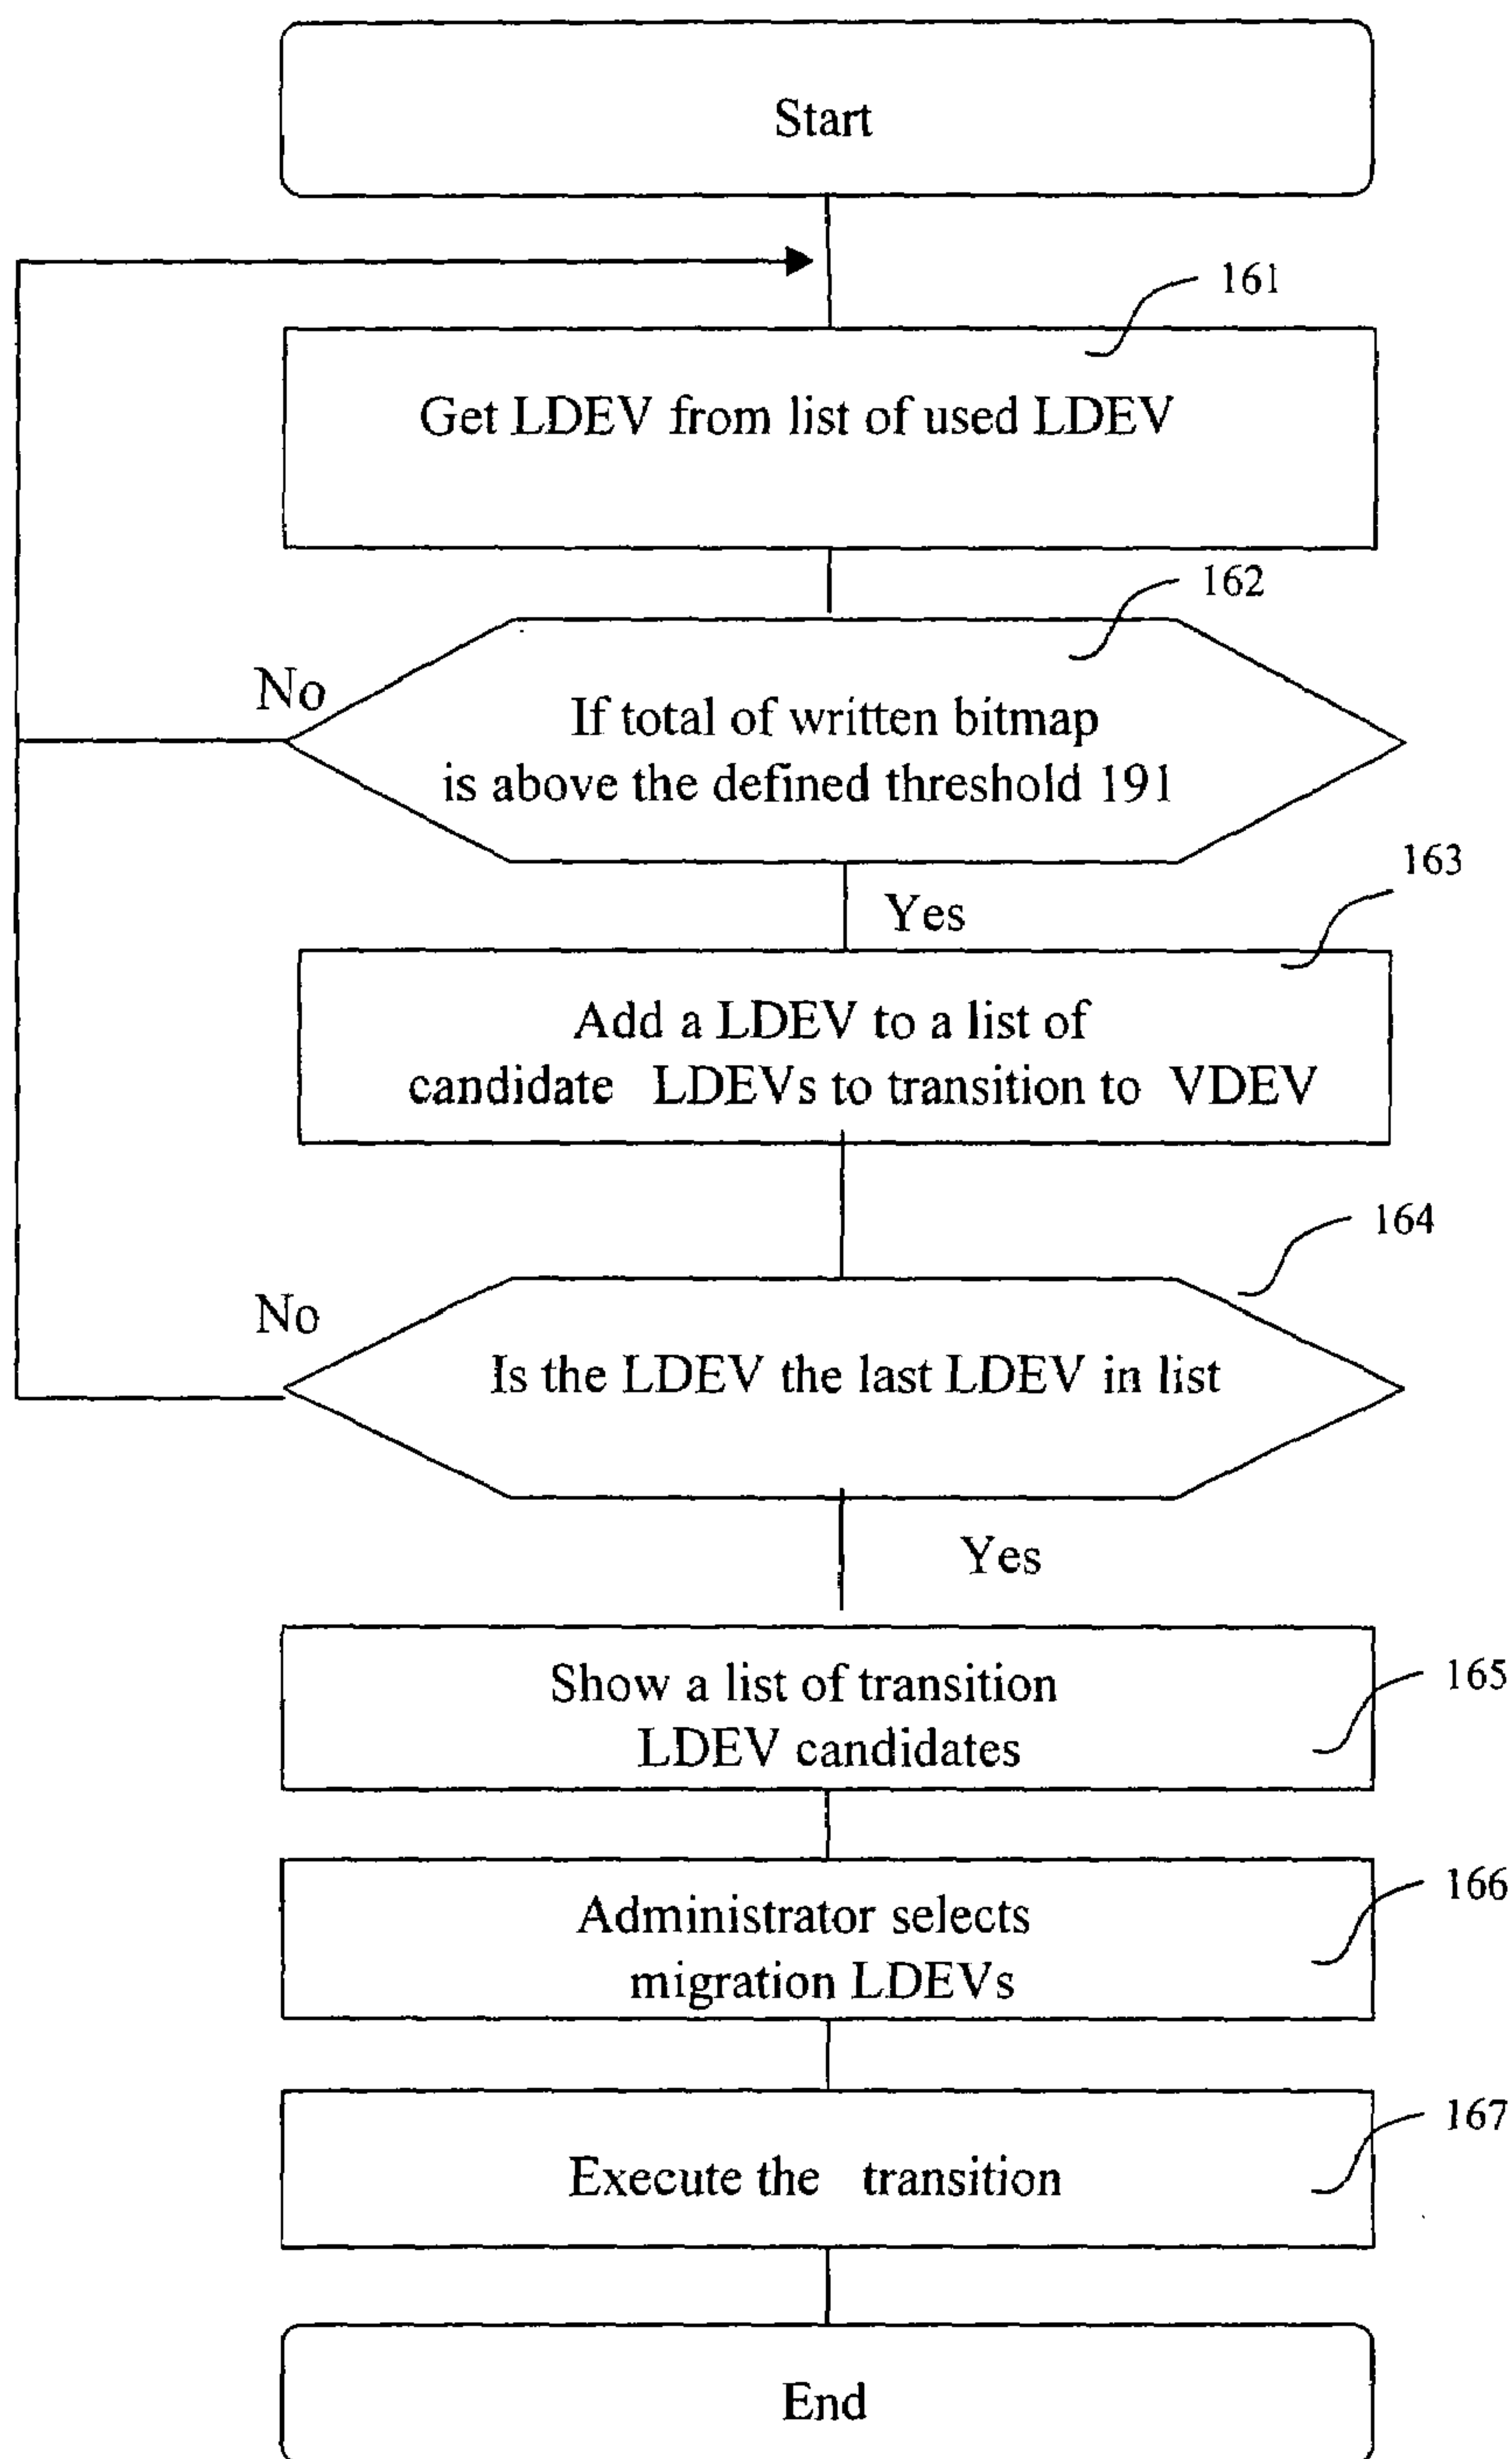 Start
161
Get LDEV from list of used LDEV
162
No
If total of written bitmap
is above the defined threshold 191
163
Yes
Add a LDEV to a list of
candidate LDEVs to transition to VDEV
164
No
Is the LDEV the last LDEV in list
Yes
Show a list of transition
LDEV candidates
165
Administrator selects
migration LDEVs
166
Execute the transition
167
End